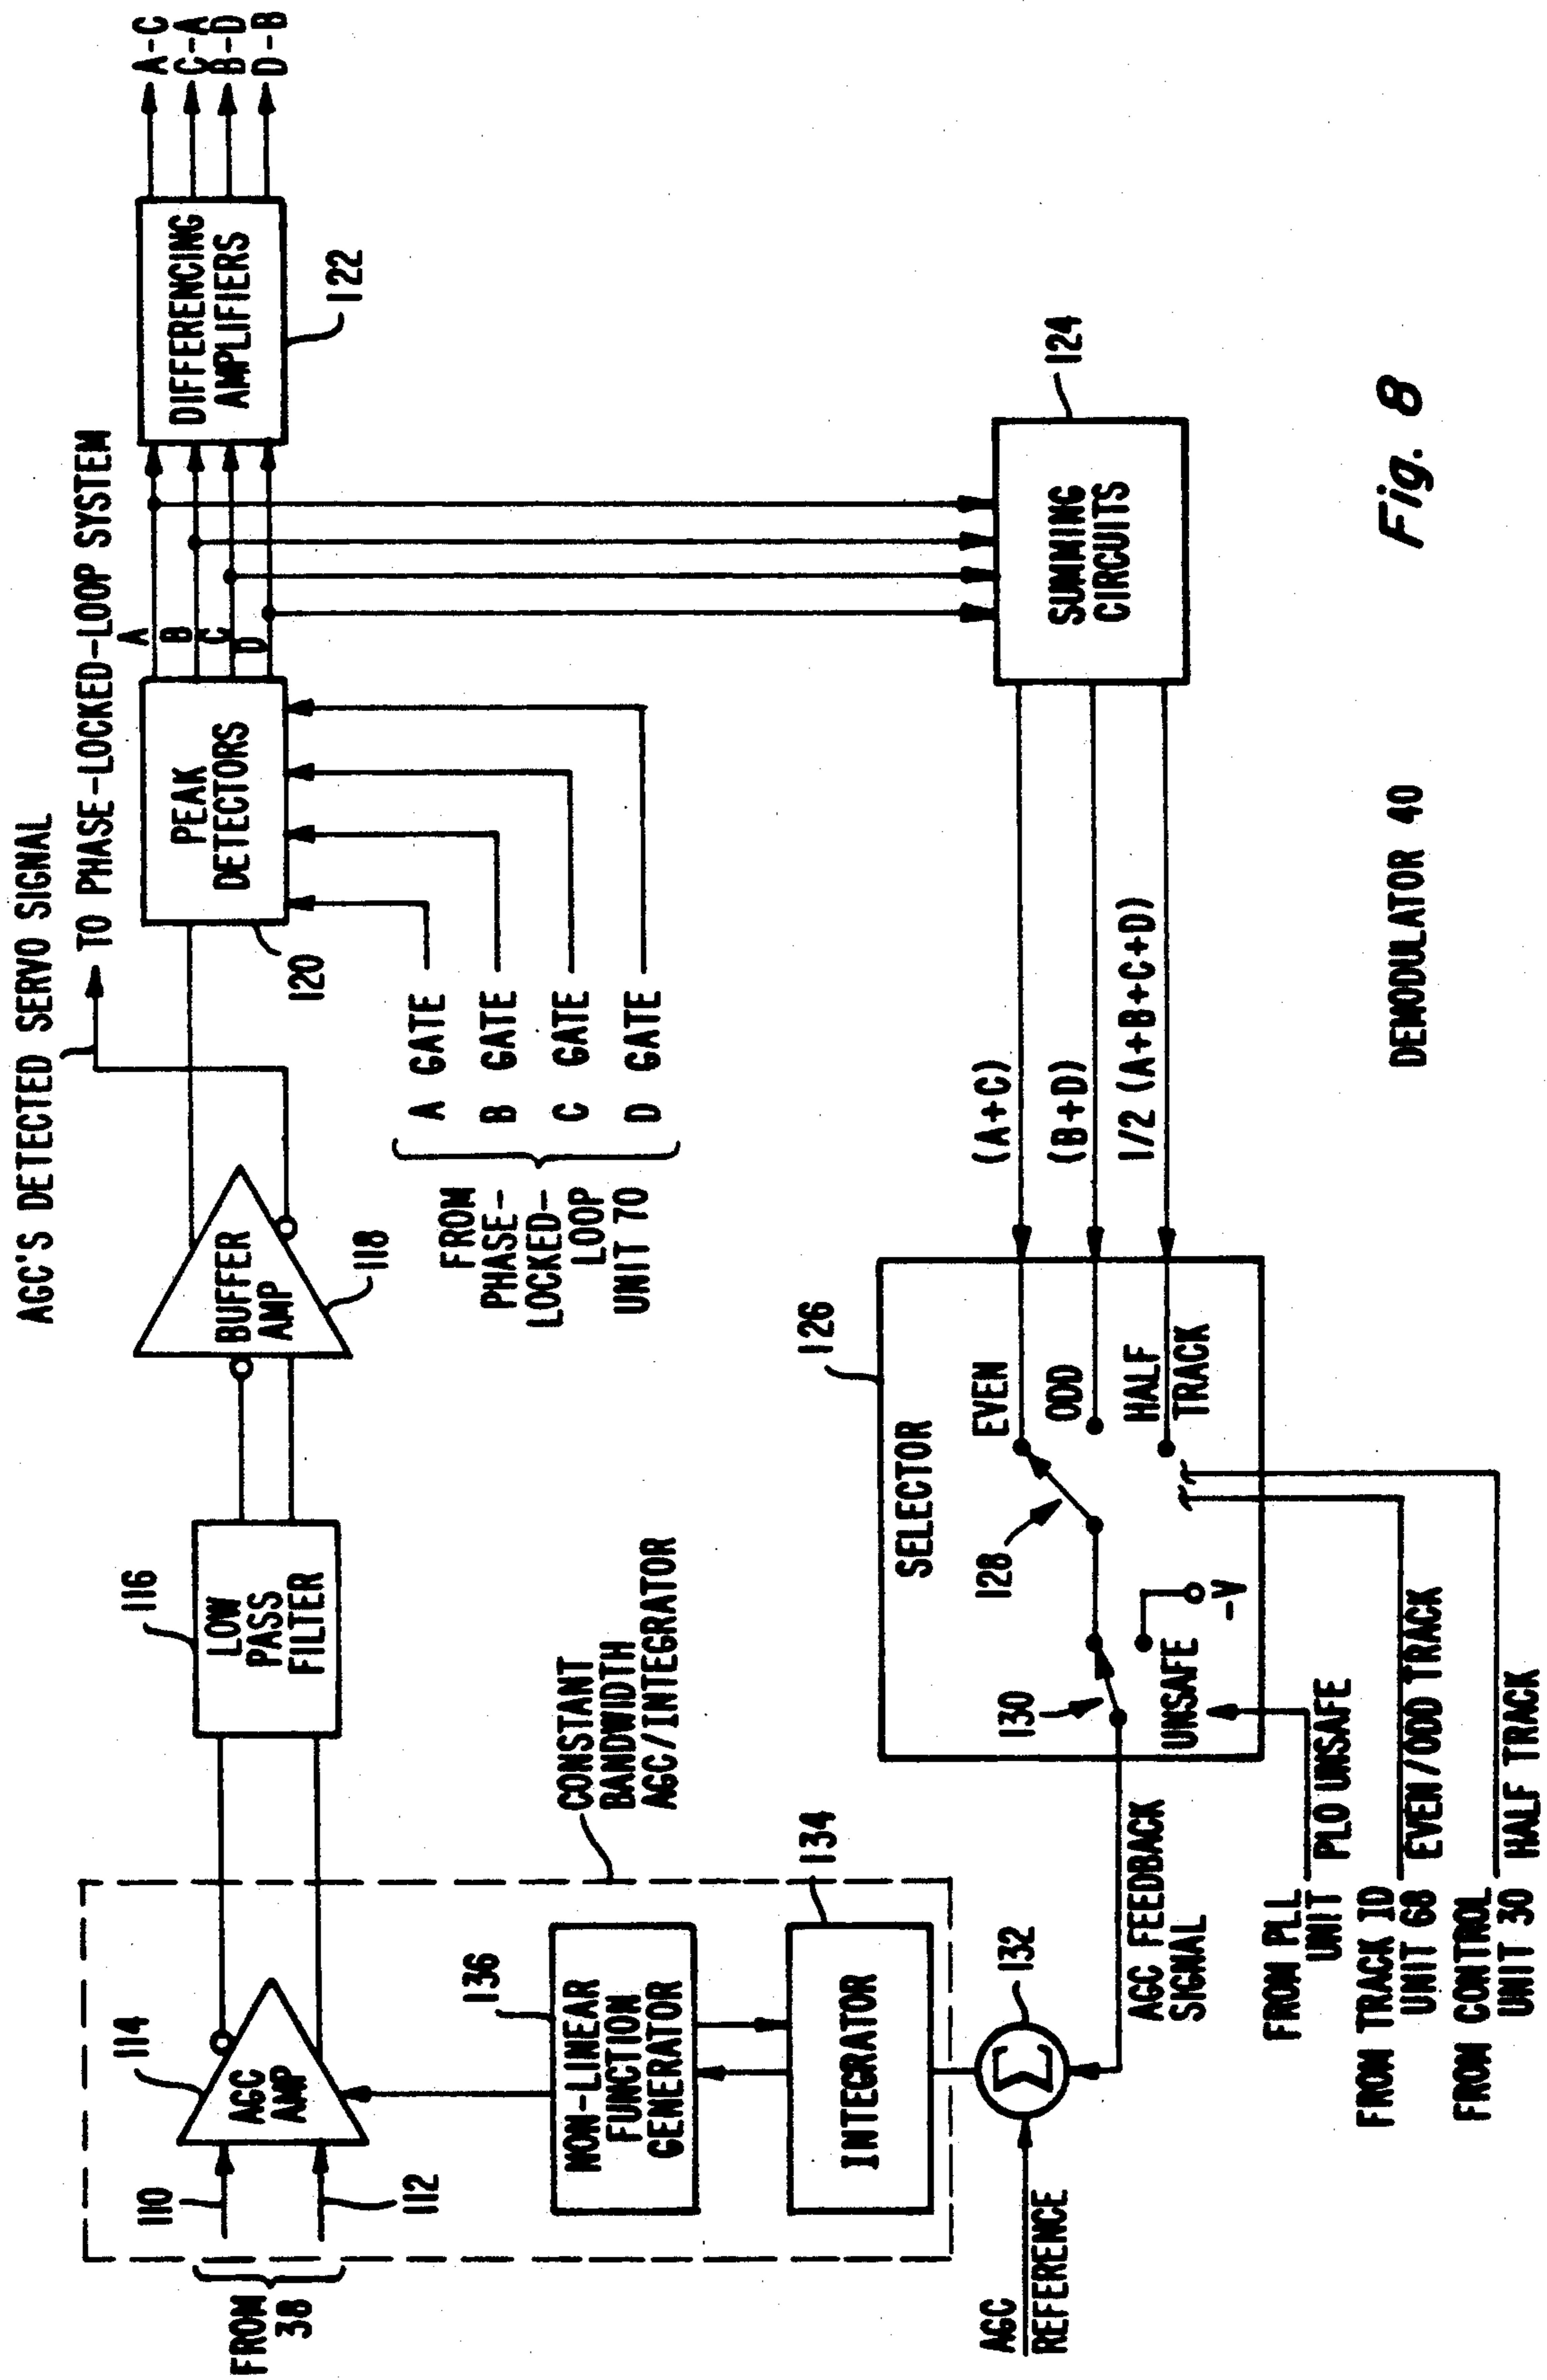 AGC'S DETECTED SERVO SIGNAL
TO PHASE-LOCKED-LOOP SYSTEM
FROM
38
110
112
114
AGC
AMP
116
LOW
PASS
FILTER
BUFFER
AMP
118
120
PEAK
DETECTORS
A
B
C
D
DIFFERENCING
AMPLIFIERS
122
A-C
C-A
B-D
D-B
A GATE
B GATE
C GATE
D GATE
FROM
PHASE-
LOCKED-
LOOP
UNIT 70
CONSTANT
BANDWIDTH
AGC/INTEGRATOR
136
NON-LINEAR
FUNCTION
GENERATOR
134
INTEGRATOR
132
Σ
AGC
REFERENCE
AGC FEEDBACK
SIGNAL
126
SELECTOR
128
130
EVEN
ODD
HALF
TRACK
UNSAFE
-V
(A+C)
(B+D)
1/2 (A+B+C+D)
124
SUMMING
CIRCUITS
FROM PLL
UNIT
PLO UNSAFE
FROM TRACK ID
UNIT 68
EVEN/ODD TRACK
FROM CONTROL
UNIT 30
HALF TRACK
DEMODULATOR 40
Fig. 8